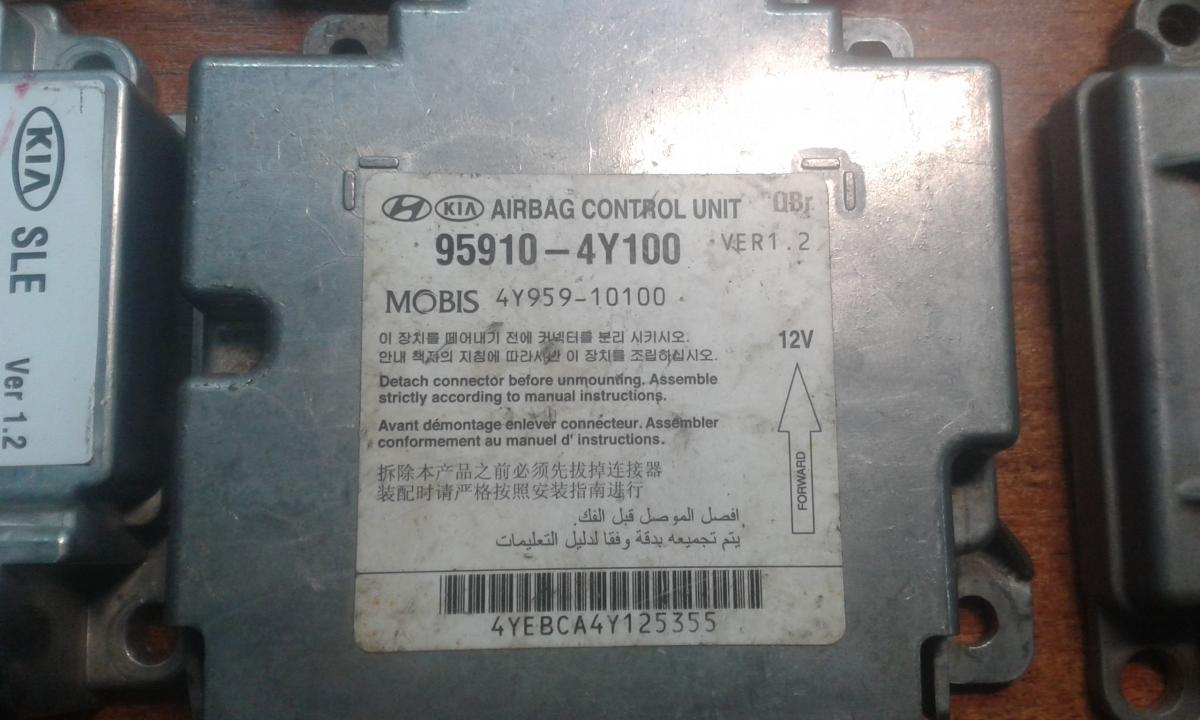 KIA SLE
Ver 1.2
KIA AIRBAG CONTROL UNIT QBr
95910-4Y100 VER1.2
MOBIS 4Y959-10100
이 장치를 떼어내기 전에 커넥터를 분리 시키시오.
안내 책자의 지침에 따라서만 이 장치를 조립하십시오.
12V
Detach connector before unmounting. Assemble
strictly according to manual instructions.
Avant démontage enlever connecteur. Assembler
conformement au manuel d' instructions.
FORWARD
拆除本产品之前必须先拔掉连接器
装配时请严格按照安装指南进行
افصل الموصل قبل الفك.
يتم تجميعه بدقة وفقا لدليل التعليمات
4YEBCA4Y125355